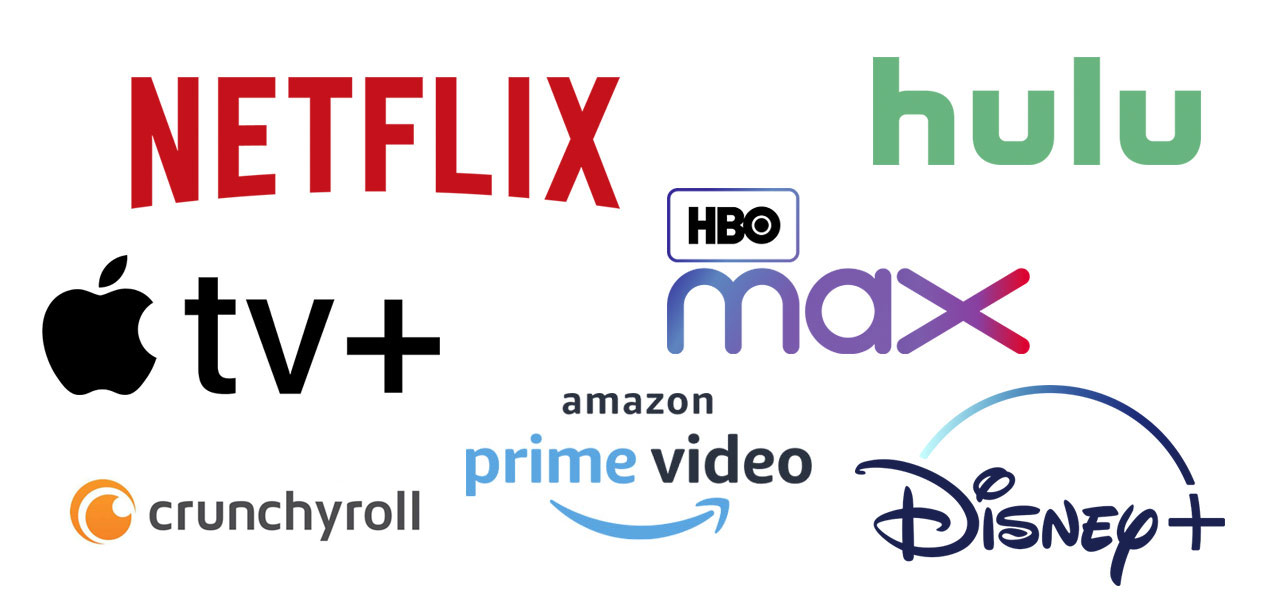 NETFLIX
hulu
HBO
max
tv+
amazon
prime video
crunchyroll
Disney+